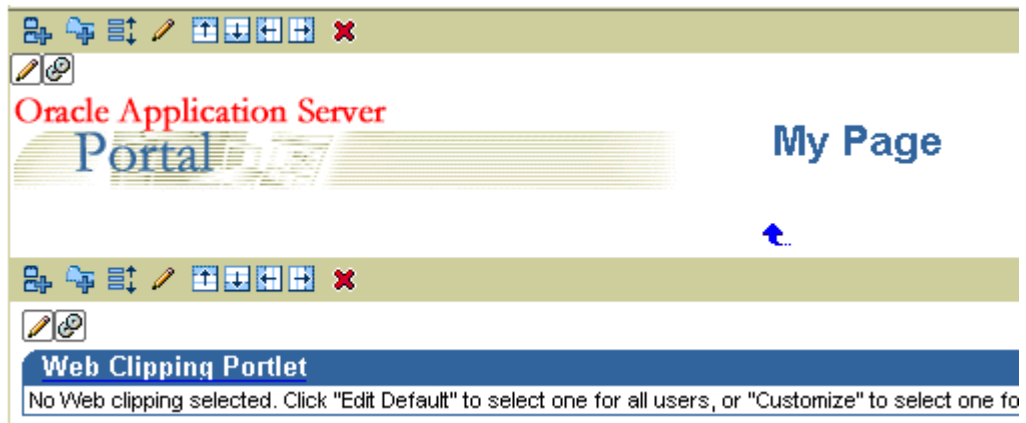 Oracle Application Server
Portal
My Page
Web Clipping Portlet
No Web clipping selected. Click "Edit Default" to select one for all users, or "Customize" to select one fo